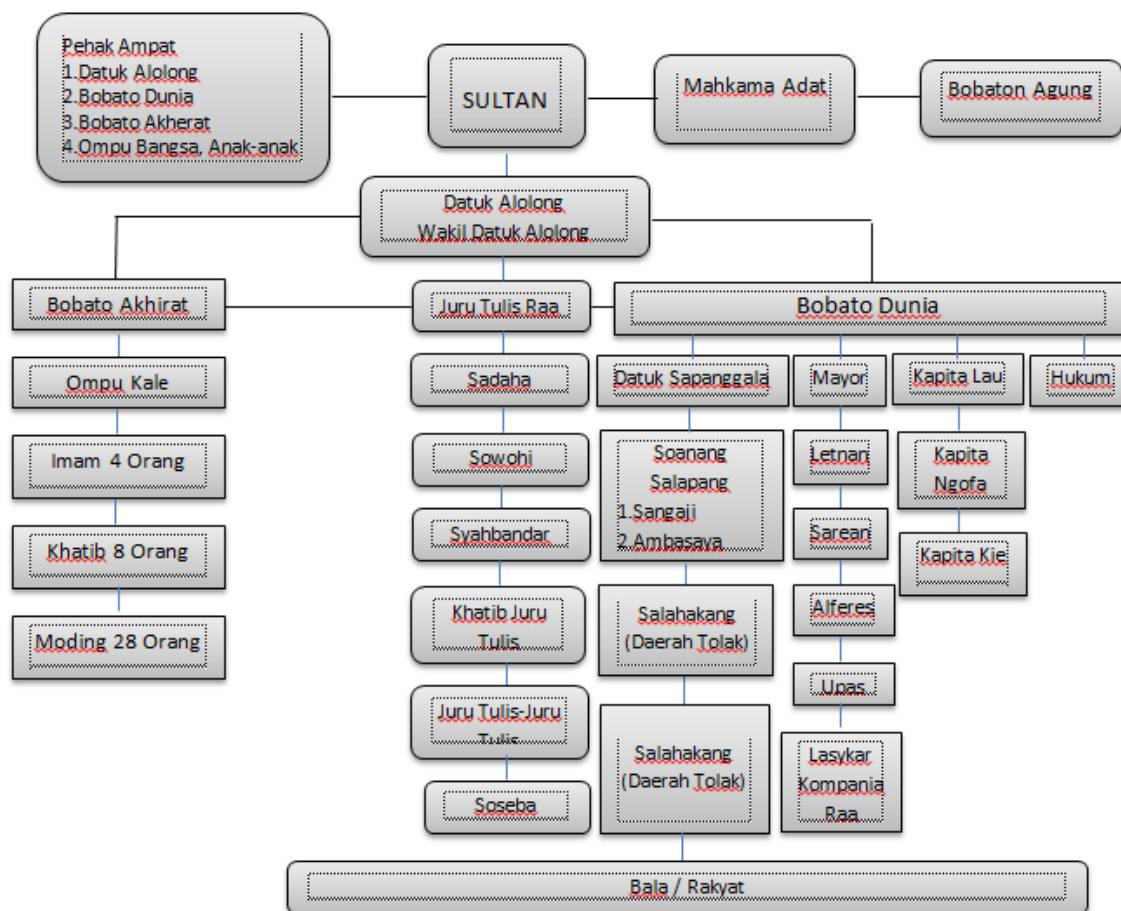 Pehak Ampat
1.Datuk Alolong
2.Bobato Dunia
3.Bobato Akherat
4.Ompu Bangsa, Anak-anak
SULTAN
Mahkama Adat
Bobaton Agung
Datuk Alolong
Wakil Datuk Alolong
Bobato Akhirat
Juru Tulis Raa
Bobato Dunia
Ompu Kale
Imam 4 Orang
Khatib 8 Orang
Moding 28 Orang
Sadaha
Sowohi
Syahbandar
Khatib Juru
Tulis
Juru Tulis-Juru
Tulis
Soseba
Datuk Sapanggala
Soanang
Salapang
1.Sangaji
2.Ambasaya
Salahakang
(Daerah Tolak)
Salahakang
(Daerah Tolak)
Mayor
Letnan
Sarean
Alferes
Upas
Lasykar
Kompania
Raa
Kapita Lau
Kapita
Ngofa
Kapita Kie
Hukum
Bala / Rakyat